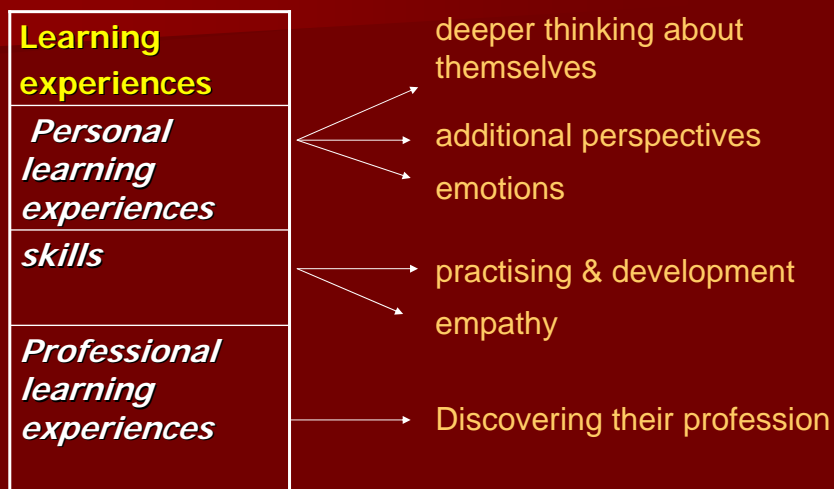 Learning
experiences
Personal
learning
experiences
skills
Professional
learning
experiences
deeper thinking about
themselves
additional perspectives
emotions
practising & development
empathy
Discovering their profession